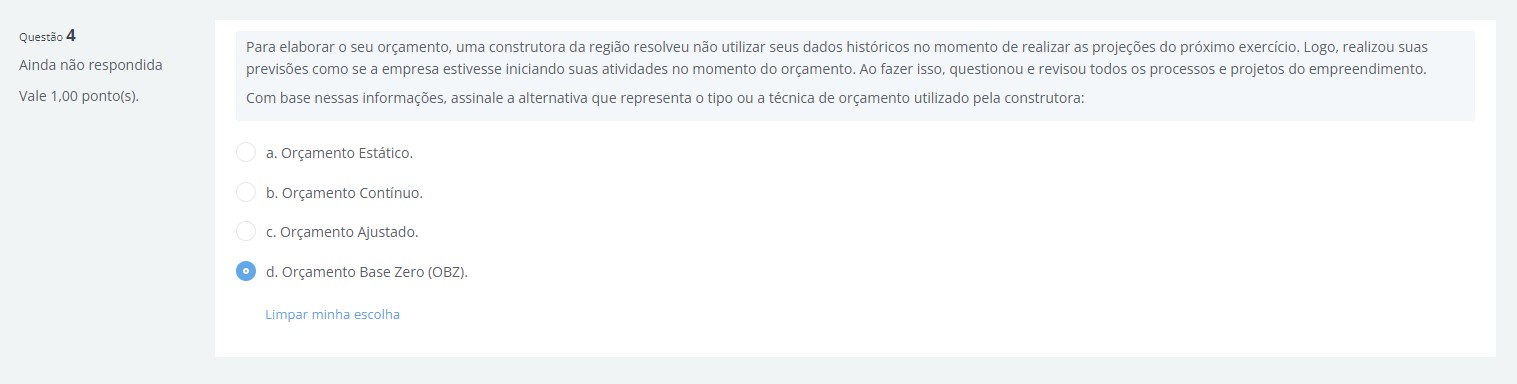 Questão 4
Ainda não respondida
Vale 1,00 ponto(s).
Para elaborar o seu orçamento, uma construtora da região resolveu não utilizar seus dados históricos no momento de realizar as projeções do próximo exercício. Logo, realizou suas
previsões como se a empresa estivesse iniciando suas atividades no momento do orçamento. Ao fazer isso, questionou e revisou todos os processos e projetos do empreendimento.
Com base nessas informações, assinale a alternativa que representa o tipo ou a técnica de orçamento utilizado pela construtora:
a. Orçamento Estático.
b. Orçamento Contínuo.
c. Orçamento Ajustado.
d. Orçamento Base Zero (OBZ).
Limpar minha escolha